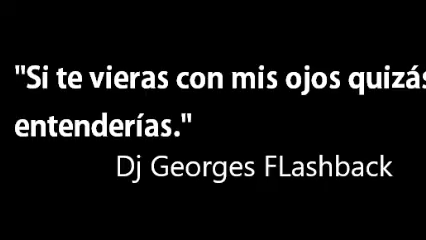 "Si te vieras con mis ojos quizás
entenderías."
Dj Georges FLashback